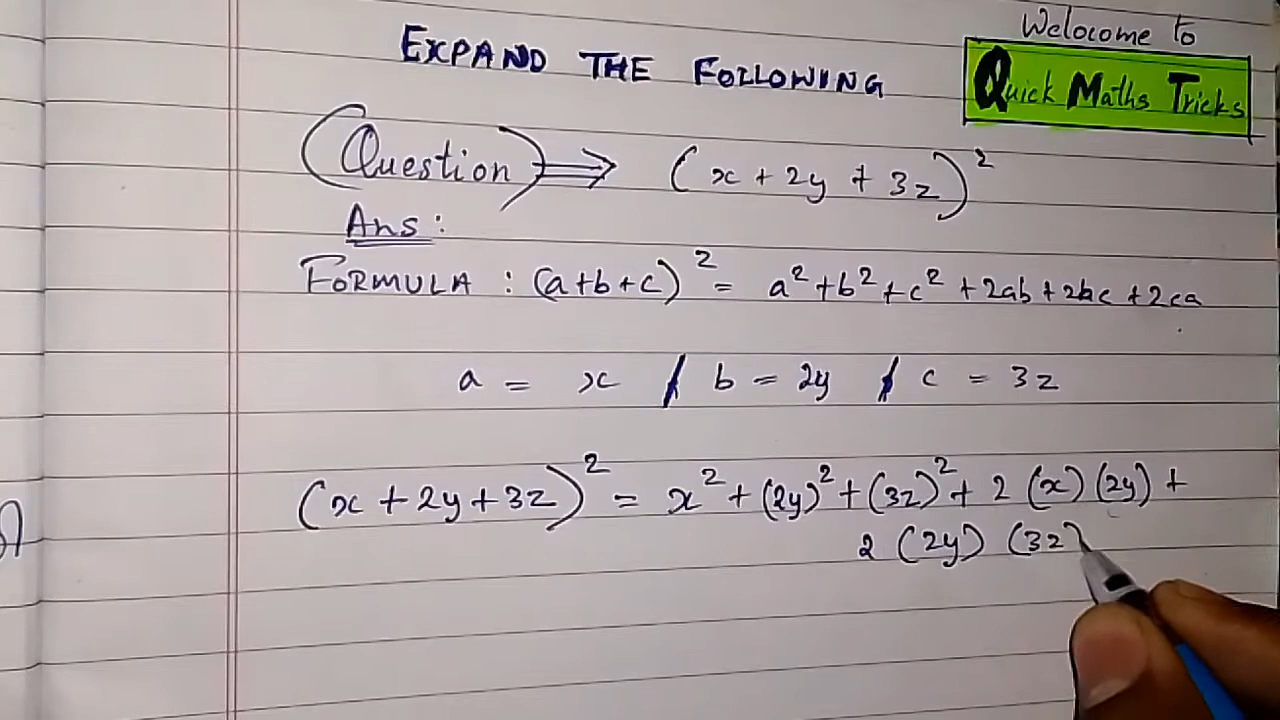 Welocome to
Quick Maths Tricks
EXPAND THE FOLLOWING
(Question) ⇒ (x + 2y + 3z)²
Ans :
FORMULA : (a+b+c)² = a²+b²+c²+2ab+2bc+2ca
a = x / b = 2y / c = 3z
(x+2y+3z)² = x²+(2y)²+(3z)²+ 2 (x) (2y) +
2 (2y) (3z)